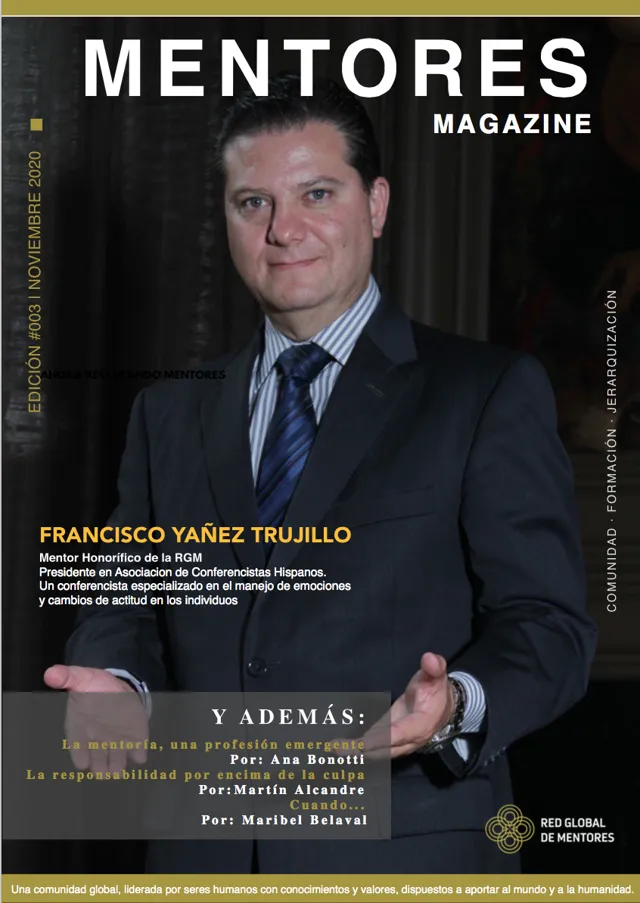 MENTORES
MAGAZINE
EDICIÓN #003 I NOVIEMBRE 2020
MENTORES
COMUNIDAD · FORMACIÓN · JERARQUIZACIÓN
FRANCISCO YAÑEZ TRUJILLO
Mentor Honorífico de la RGM
Presidente en Asociacion de Conferencistas Hispanos.
Un conferencista especializado en el manejo de emociones
y cambios de actitud en los individuos
Y ADEMÁS:
La mentoría, una profesión emergente
Por: Ana Bonotti
La responsabilidad por encima de la culpa
Por:Martín Alcandre
Cuando...
Por: Maribel Belaval
RED GLOBAL
DE MENTORES
Una comunidad global, liderada por seres humanos con conocimientos y valores, dispuestos a aportar al mundo y a la humanidad.